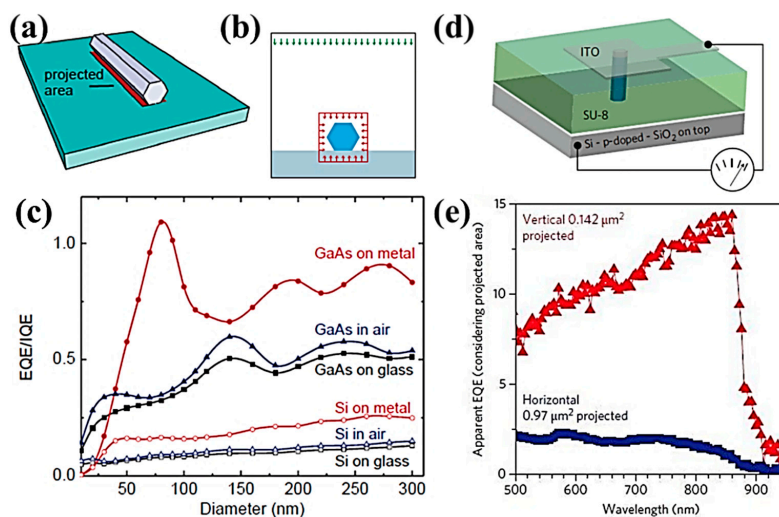 (a)
projected
area
(b)
(d)
ITO
SU-8
Si - p-doped - SiO₂ on top
(c)
EQE/IQE
1.0
0.5
0.0
GaAs on metal
GaAs in air
GaAs on glass
Si on metal
Si in air
Si on glass
50
100
150
200
250
300
Diameter (nm)
(e)
Apparent EQE (considering projected area)
15
10
5
0
Vertical 0.142 µm²
projected
Horizontal
0.97 µm² projected
500
600
700
800
900
Wavelength (nm)